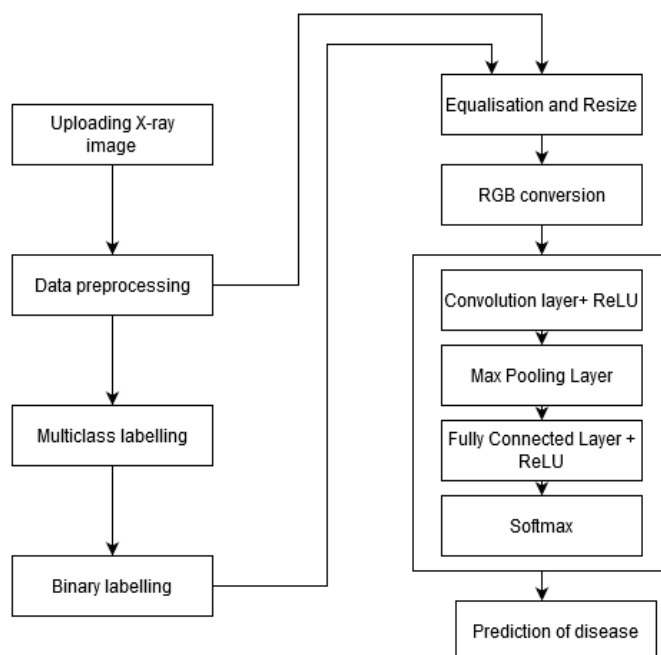 Uploading X-ray
image
Data preprocessing
Multiclass labelling
Binary labelling
Equalisation and Resize
RGB conversion
Convolution layer+ ReLU
Max Pooling Layer
Fully Connected Layer +
ReLU
Softmax
Prediction of disease